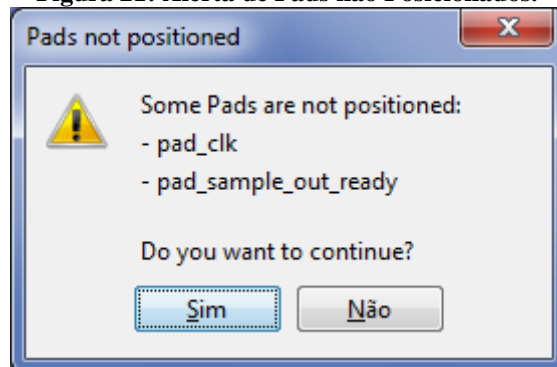 Figura 21: Alerta de Pads não Posicionados.
Pads not positioned
Some Pads are not positioned:
- pad_clk
- pad_sample_out_ready
Do you want to continue?
Sim
Não